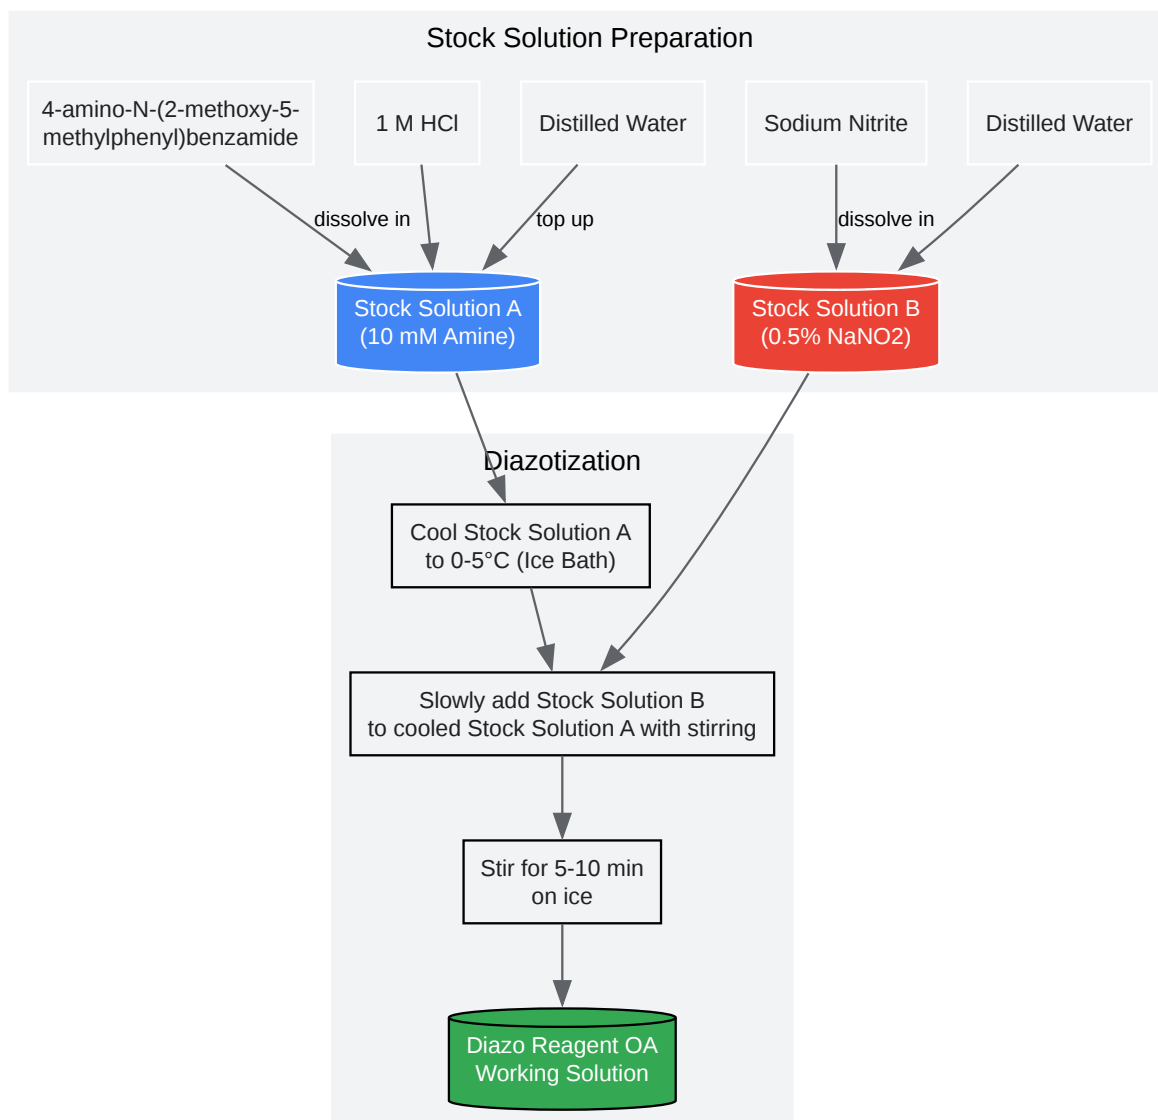 Stock Solution Preparation
4-amino-N-(2-methoxy-5-
methylphenyl)benzamide
1 M HCl
Distilled Water
Sodium Nitrite
Distilled Water
dissolve in
top up
dissolve in
Stock Solution A
(10 mM Amine)
Stock Solution B
(0.5% NaNO2)
Diazotization
Cool Stock Solution A
to 0-5°C (Ice Bath)
Slowly add Stock Solution B
to cooled Stock Solution A with stirring
Stir for 5-10 min
on ice
Diazo Reagent OA
Working Solution